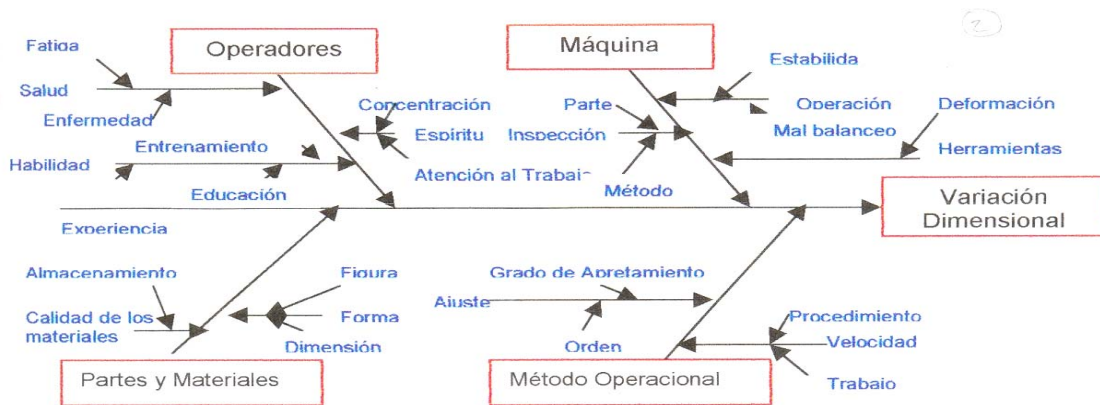 Operadores
Máquina
Fatiga
Salud
Enfermedad
Habilidad
Entrenamiento
Educación
Experiencia
Concentración
Espíritu
Atención al Trabajo
Parte
Inspección
Método
Estabilida
Operación
Mal balanceo
Deformación
Herramientas
Variación
Dimensional
Almacenamiento
Calidad de los
materiales
Figura
Forma
Dimensión
Partes y Materiales
Grado de Apretamiento
Ajuste
Orden
Método Operacional
Procedimiento
Velocidad
Trabajo